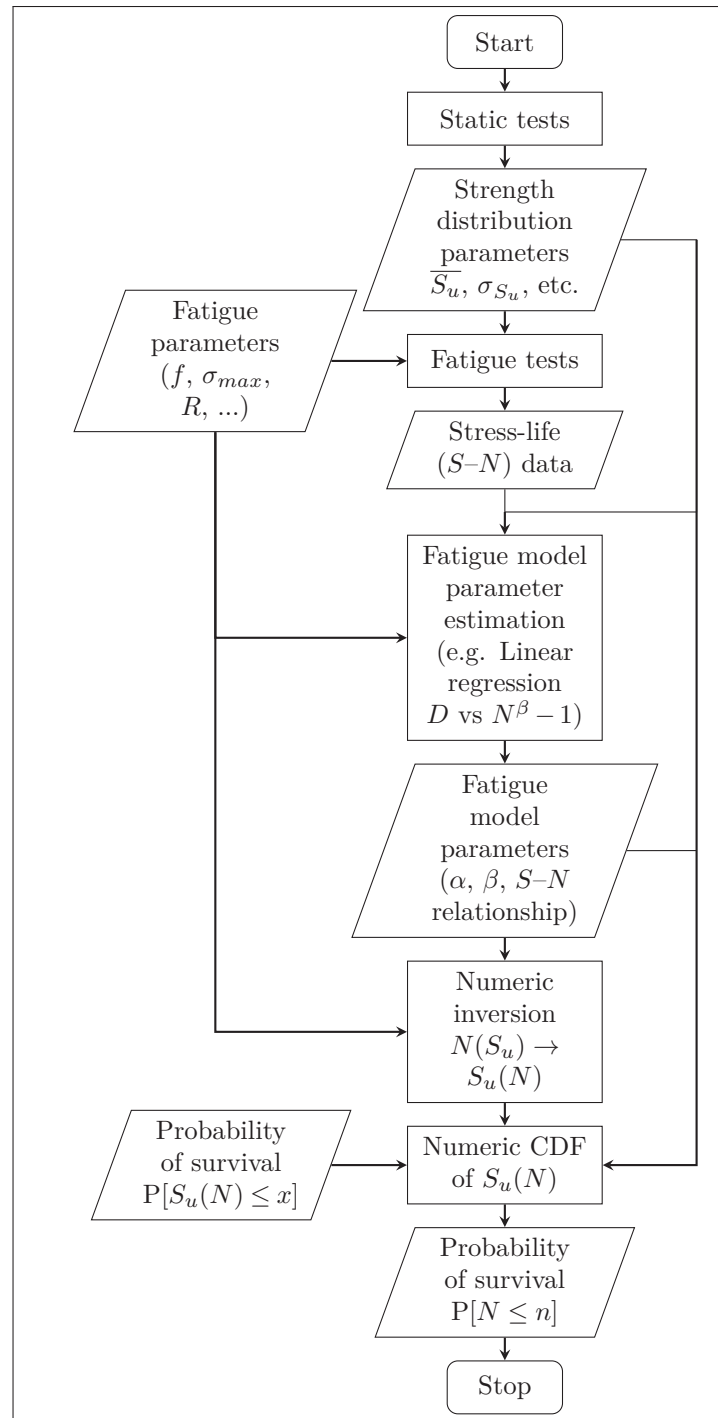 Start
Static tests
Strength
distribution
parameters
$\overline{S_u}$, $\sigma_{S_u}$, etc.
Fatigue
parameters
($f$, $\sigma_{max}$,
$R$, ...)
Fatigue tests
Stress-life
($S$–$N$) data
Fatigue model
parameter
estimation
(e.g. Linear
regression
$D$ vs $N^{\beta} - 1$)
Fatigue
model
parameters
($\alpha$, $\beta$, $S$–$N$
relationship)
Numeric
inversion
$N(S_u) \rightarrow$
$S_u(N)$
Probability
of survival
P[$S_u(N) \leq x$]
Numeric CDF
of $S_u(N)$
Probability
of survival
P[$N \leq n$]
Stop